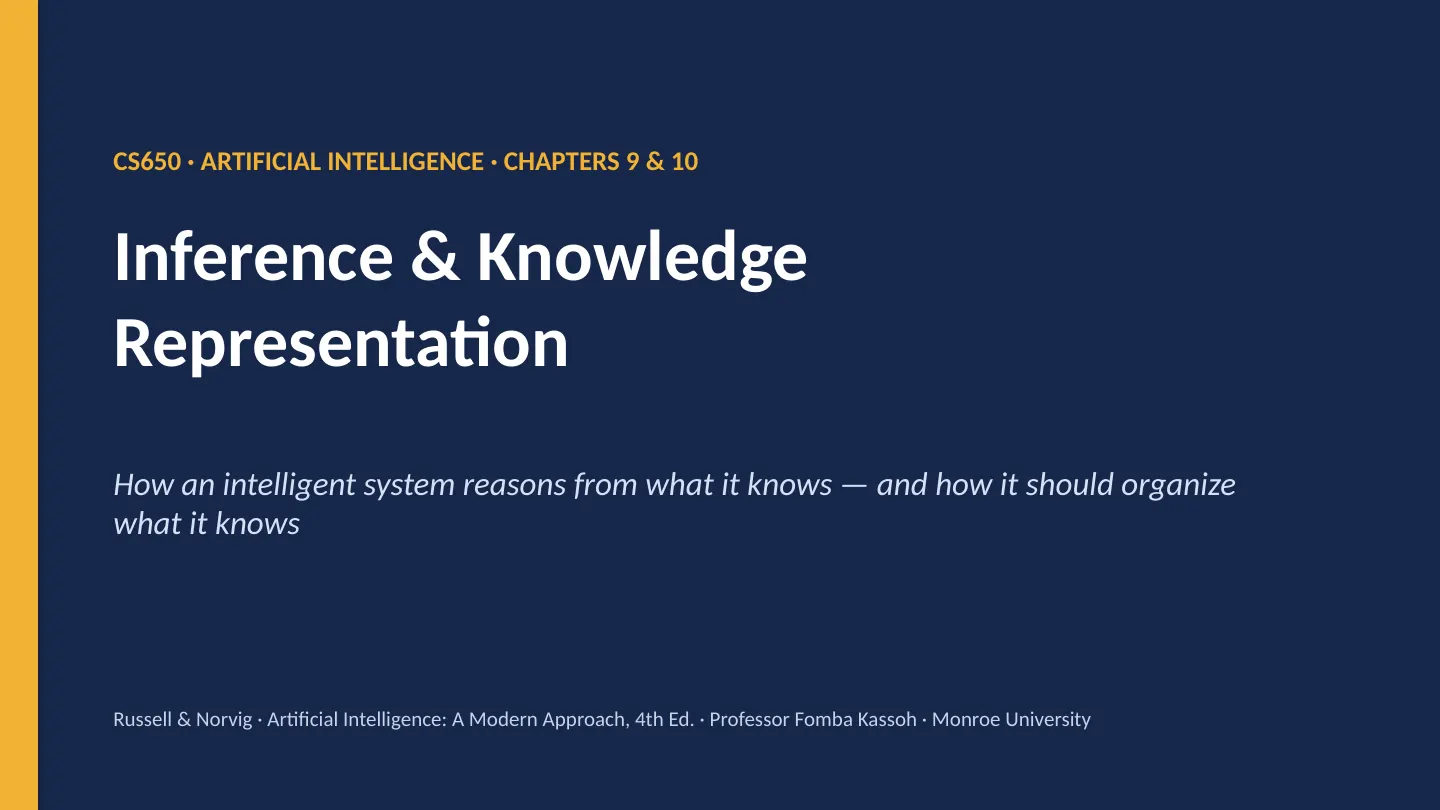 CS650 · ARTIFICIAL INTELLIGENCE · CHAPTERS 9 & 10
Inference & Knowledge
Representation
How an intelligent system reasons from what it knows — and how it should organize
what it knows
Russell & Norvig · Artificial Intelligence: A Modern Approach, 4th Ed. · Professor Fomba Kassoh · Monroe University